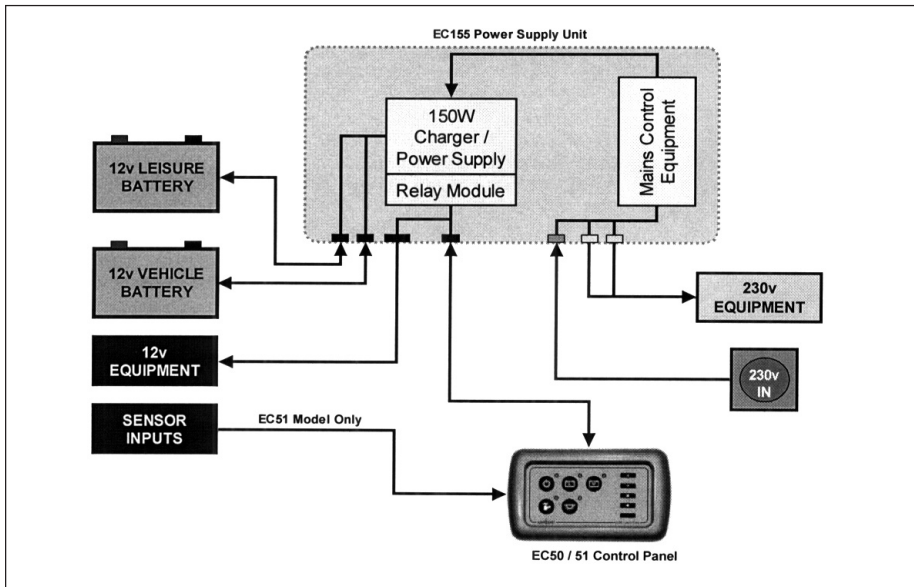 EC155 Power Supply Unit
150W
Charger /
Power Supply
Relay Module
Mains Control
Equipment
12v LEISURE
BATTERY
12v VEHICLE
BATTERY
12v
EQUIPMENT
SENSOR
INPUTS
EC51 Model Only
230v
EQUIPMENT
230v
IN
EC50 / 51 Control Panel